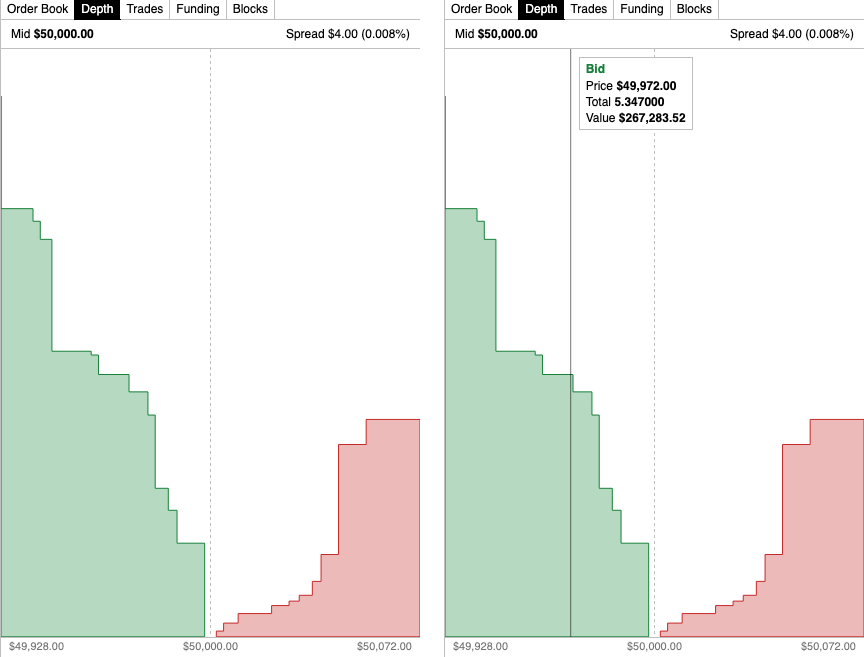 Order Book Depth Trades Funding Blocks
Mid $50,000.00 Spread $4.00 (0.008%)
$49,928.00 $50,000.00 $50,072.00
Order Book Depth Trades Funding Blocks
Mid $50,000.00 Spread $4.00 (0.008%)
Bid
Price $49,972.00
Total 5.347000
Value $267,283.52
$49,928.00 $50,000.00 $50,072.00